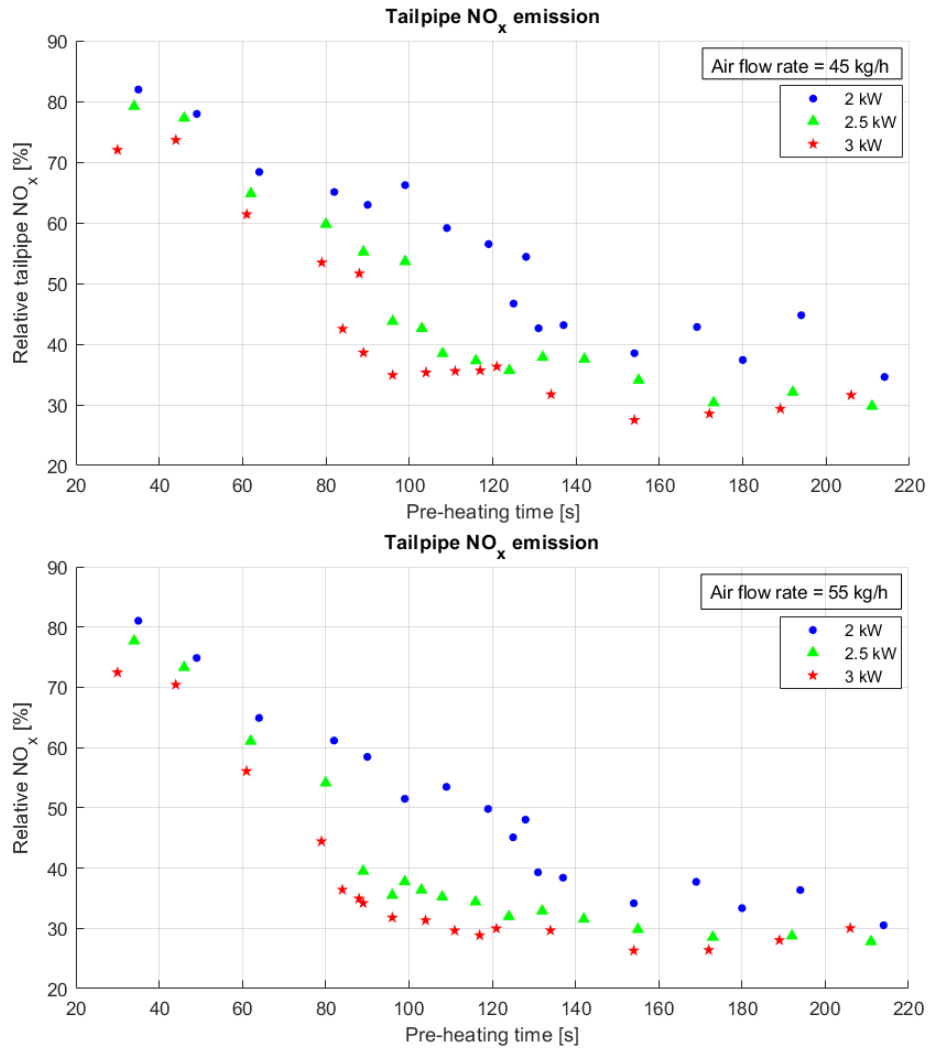 Tailpipe NOx emission
Air flow rate = 45 kg/h
2 kW
2.5 kW
3 kW
Relative tailpipe NOx [%]
90
80
70
60
50
40
30
20
20 40 60 80 100 120 140 160 180 200 220
Pre-heating time [s]
Tailpipe NOx emission
Air flow rate = 55 kg/h
2 kW
2.5 kW
3 kW
Relative NOx [%]
90
80
70
60
50
40
30
20
20 40 60 80 100 120 140 160 180 200 220
Pre-heating time [s]